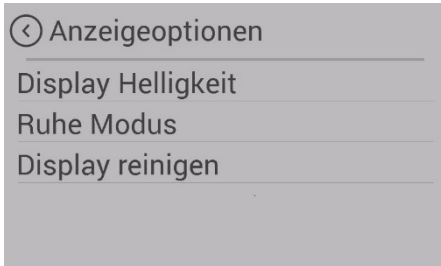 Anzeigeoptionen
Display Helligkeit
Ruhe Modus
Display reinigen